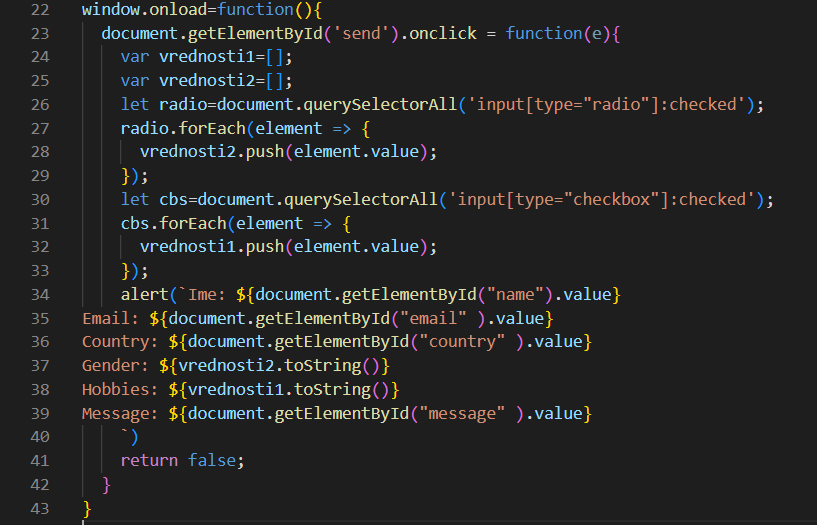 22 window.onload=function(){
23   document.getElementById('send').onclick = function(e){
24     var vrednosti1=[];
25     var vrednosti2=[];
26     let radio=document.querySelectorAll('input[type="radio"]:checked');
27     radio.forEach(element => {
28       vrednosti2.push(element.value);
29     });
30     let cbs=document.querySelectorAll('input[type="checkbox"]:checked');
31     cbs.forEach(element => {
32       vrednosti1.push(element.value);
33     });
34     alert(`Ime: ${document.getElementById("name").value}
35 Email: ${document.getElementById("email" ).value}
36 Country: ${document.getElementById("country" ).value}
37 Gender: ${vrednosti2.toString()}
38 Hobbies: ${vrednosti1.toString()}
39 Message: ${document.getElementById("message" ).value}
40     `)
41     return false;
42   }
43 }